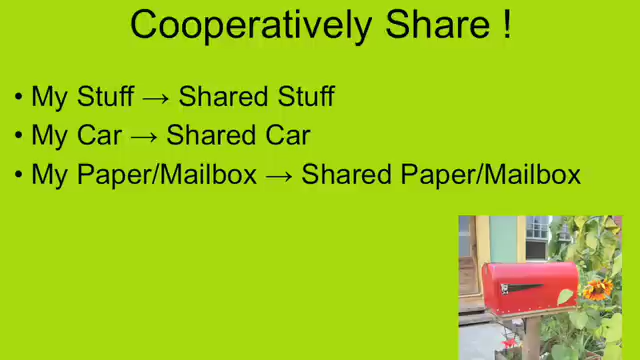 Cooperatively Share !
• My Stuff → Shared Stuff
• My Car → Shared Car
• My Paper/Mailbox → Shared Paper/Mailbox